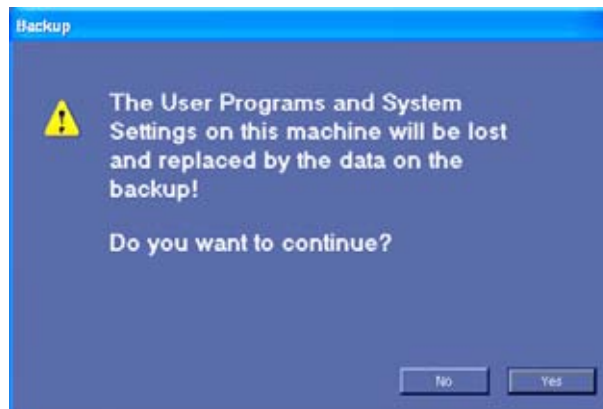 Backup
The User Programs and System
Settings on this machine will be lost
and replaced by the data on the
backup!
Do you want to continue?
No
Yes